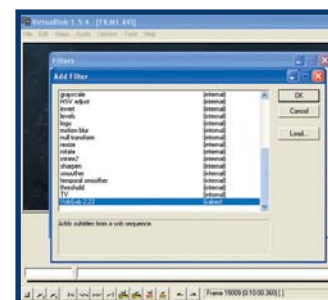 VirtualDub 1.5.4 - [FILM1.AVI]
File Edit Video Audio Options Tools Help
Filters
Add Filter
grayscale (internal)
HSV adjust (internal)
invert (internal)
levels (internal)
logo (internal)
motion blur (internal)
null transform (internal)
resize (internal)
rotate (internal)
rotate2 (internal)
sharpen (internal)
smoother (internal)
temporal smoother (internal)
threshold (internal)
TV (internal)
VobSub 2.23 Gabest
OK
Cancel
Load...
Adds subtitles from a vob sequence.
Frame 15009 (0:10:00.360) [ ]